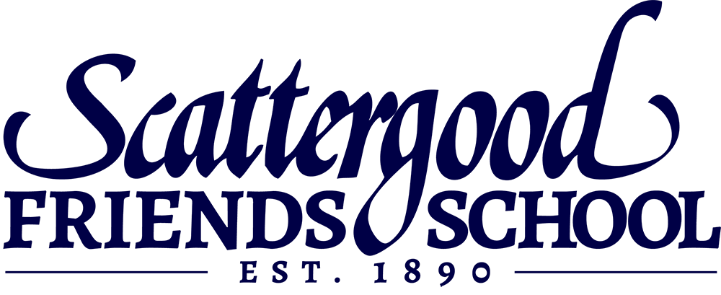 Scattergood
FRIENDS SCHOOL
EST. 1890